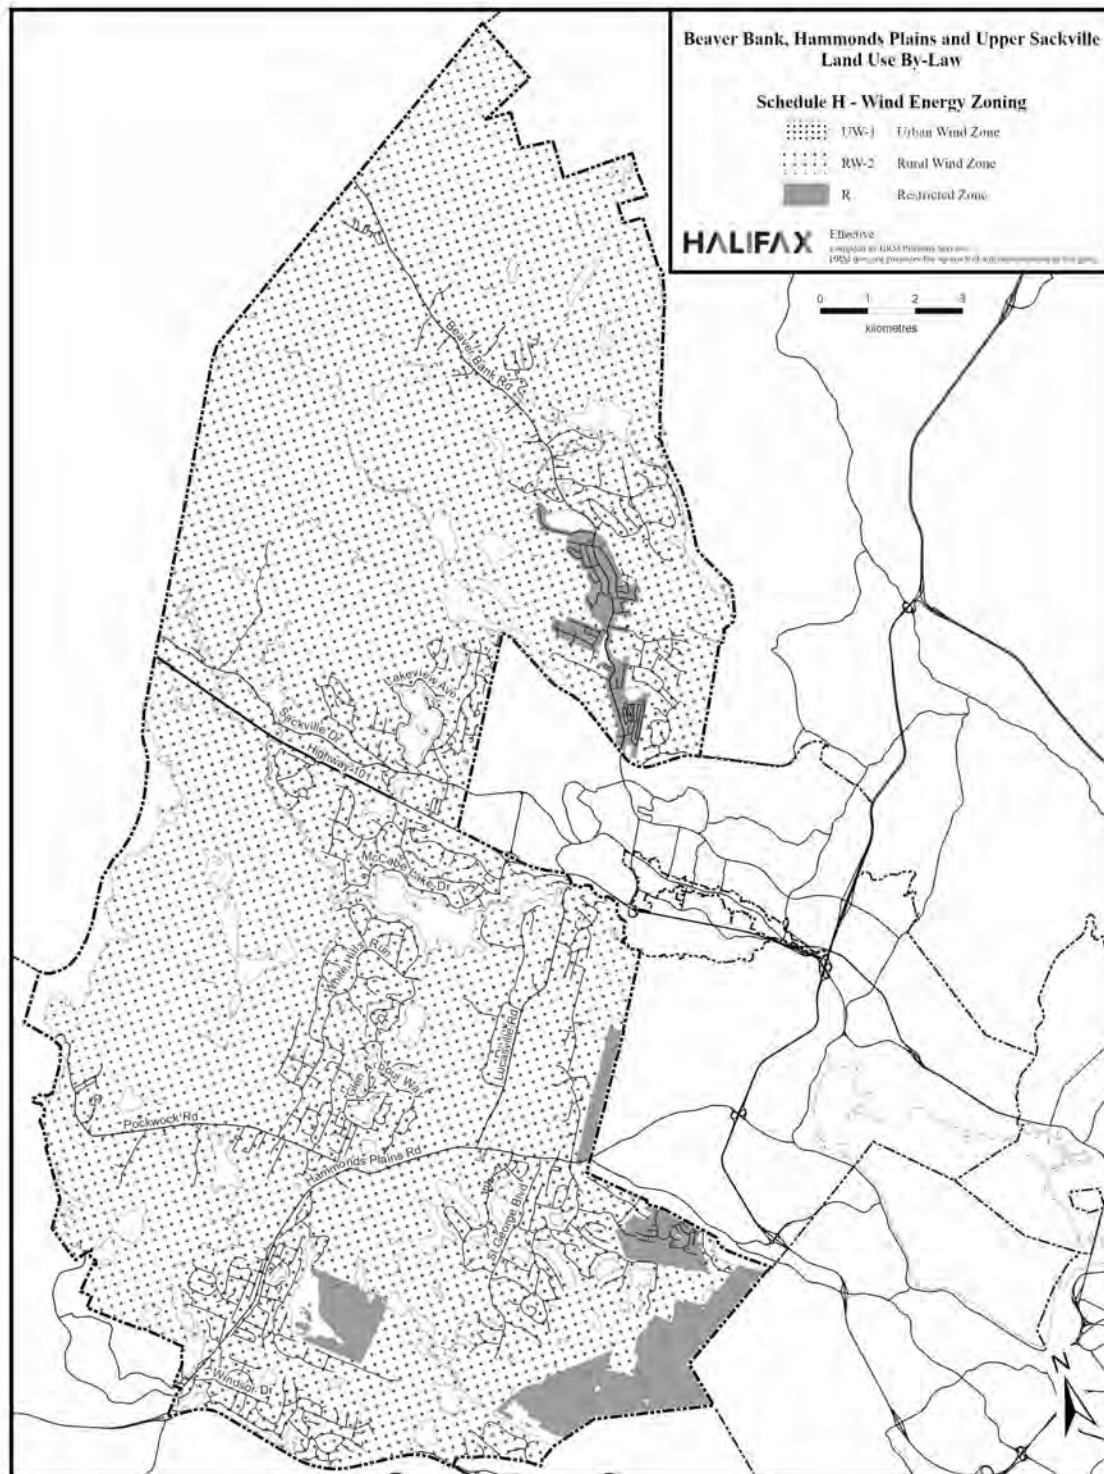 Beaver Bank, Hammonds Plains and Upper Sackville
Land Use By-Law
Schedule H - Wind Energy Zoning
UW-1 Urban Wind Zone
RW-2 Rural Wind Zone
R Restricted Zone
HALIFAX
Effective
0 1 2 3
kilometres
Beaver Bank Rd
Lakeview Ave
Sackville Dr
Highway 101
McCabe Lake Dr
White Hills Run
Lucasville Rd
Glen Arbour Way
Pockwock Rd
Hammonds Plains Rd
St George Blvd
Windsor Dr
N